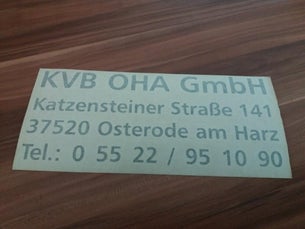 KVB OHA GmbH
Katzensteiner Straße 141
37520 Osterode am Harz
Tel.: 0 55 22 / 95 10 90